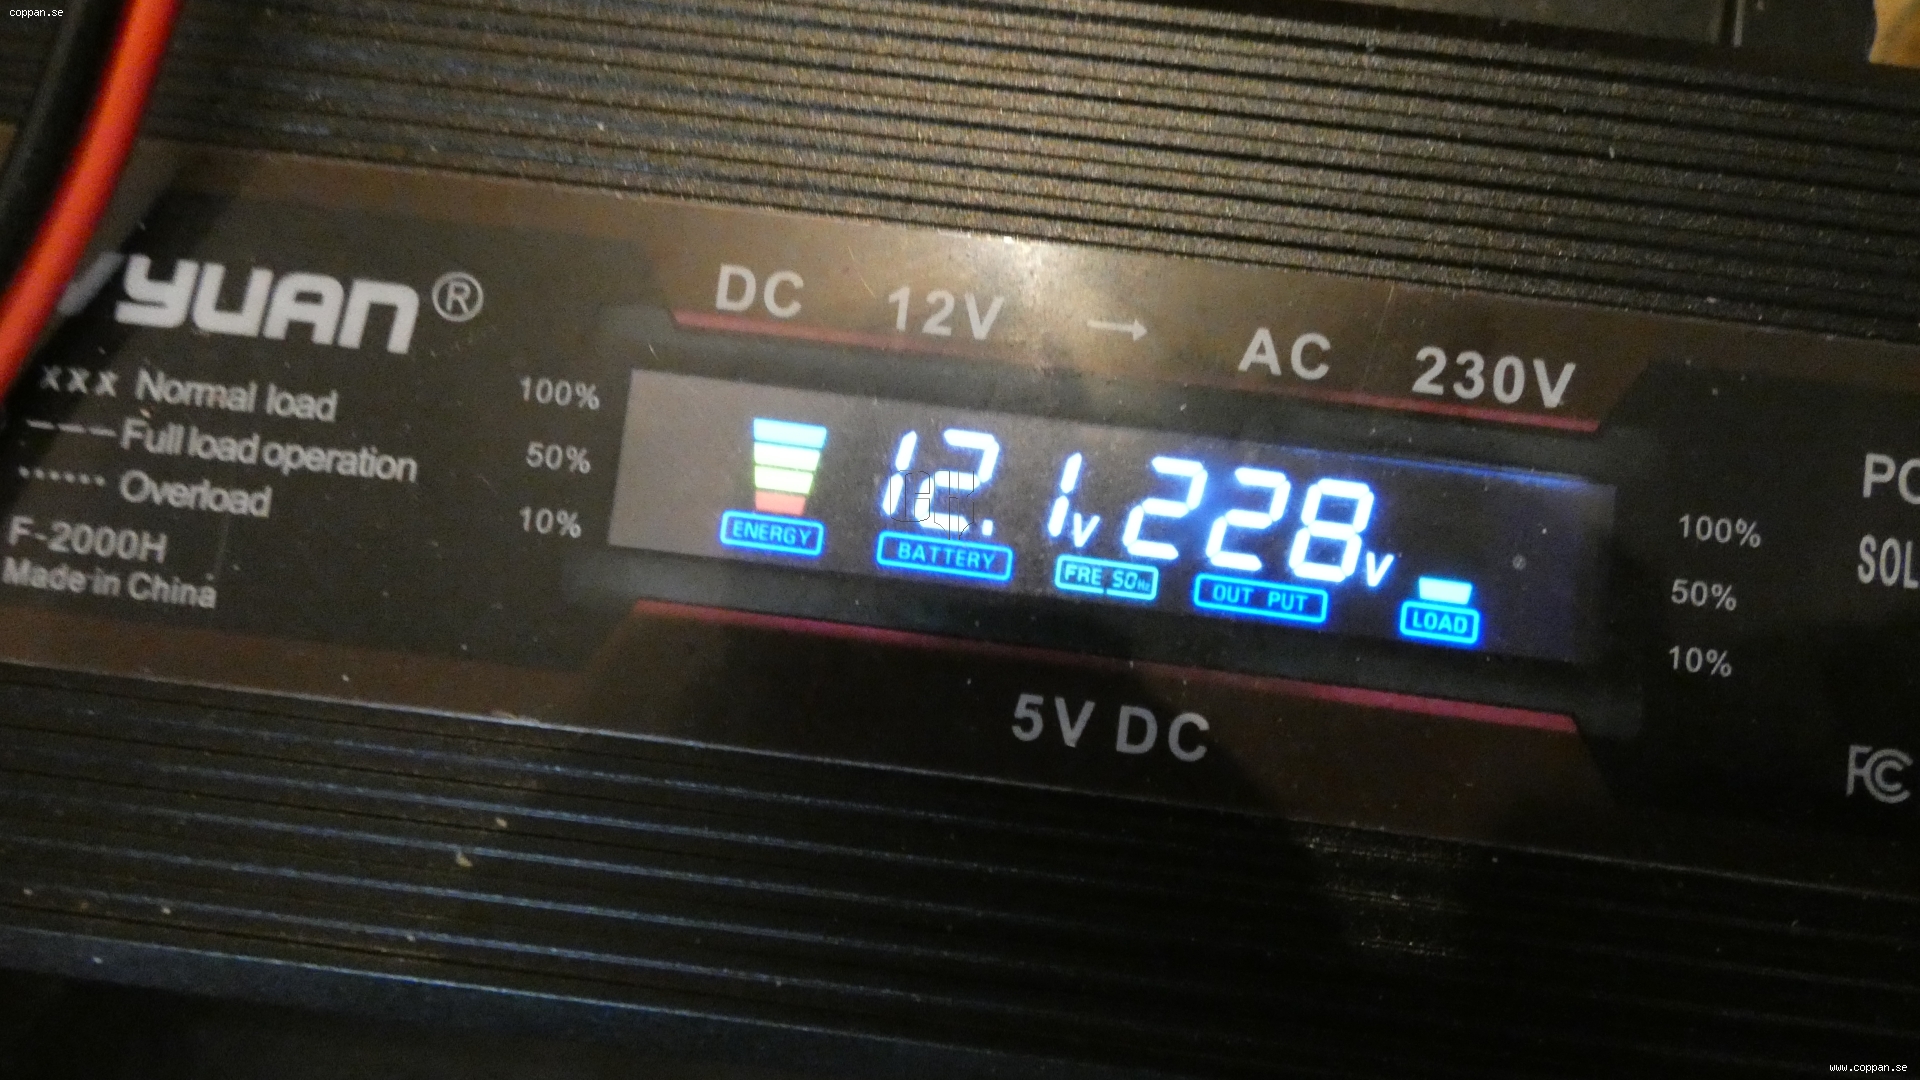 coppan.se
YUAN®
DC 12V → AC 230V
xxx Normal load
--- Full load operation
...... Overload
F-2000H
Made in China
100%
50%
10%
12.1V 228V
ENERGY
BATTERY
FRE 50Hz
OUT PUT
LOAD
100%
50%
10%
5V DC
FC
www.coppan.se